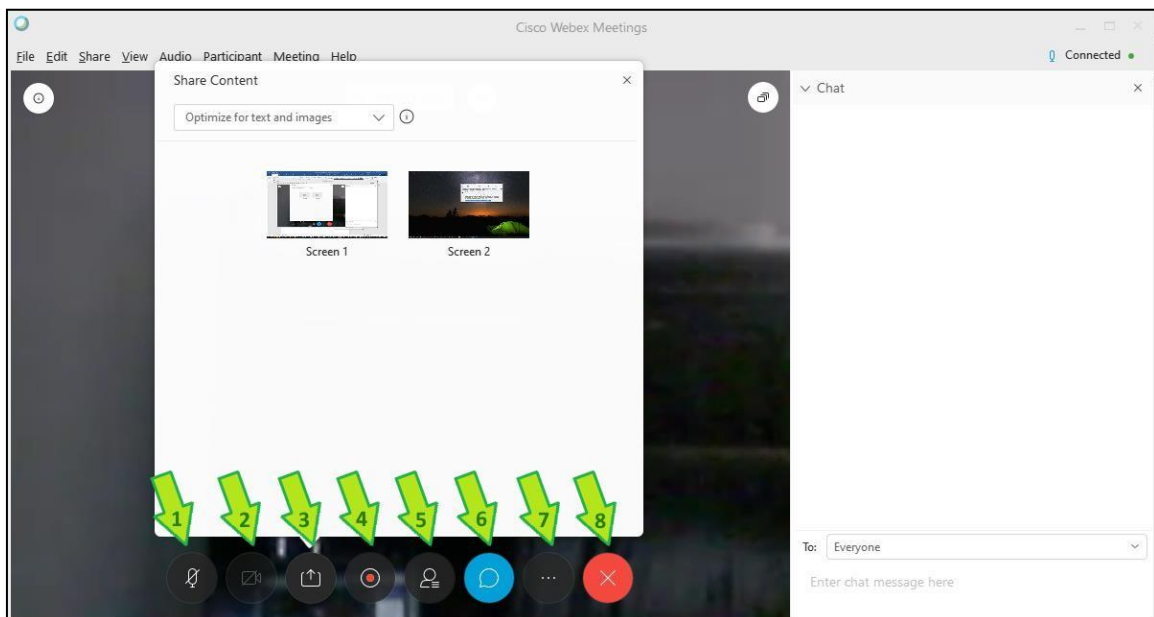 Cisco Webex Meetings
File Edit Share View Audio Participant Meeting Help
Connected
Share Content
Chat
Optimize for text and images
Screen 1
Screen 2
1 2 3 4 5 6 7 8
To: Everyone
Enter chat message here